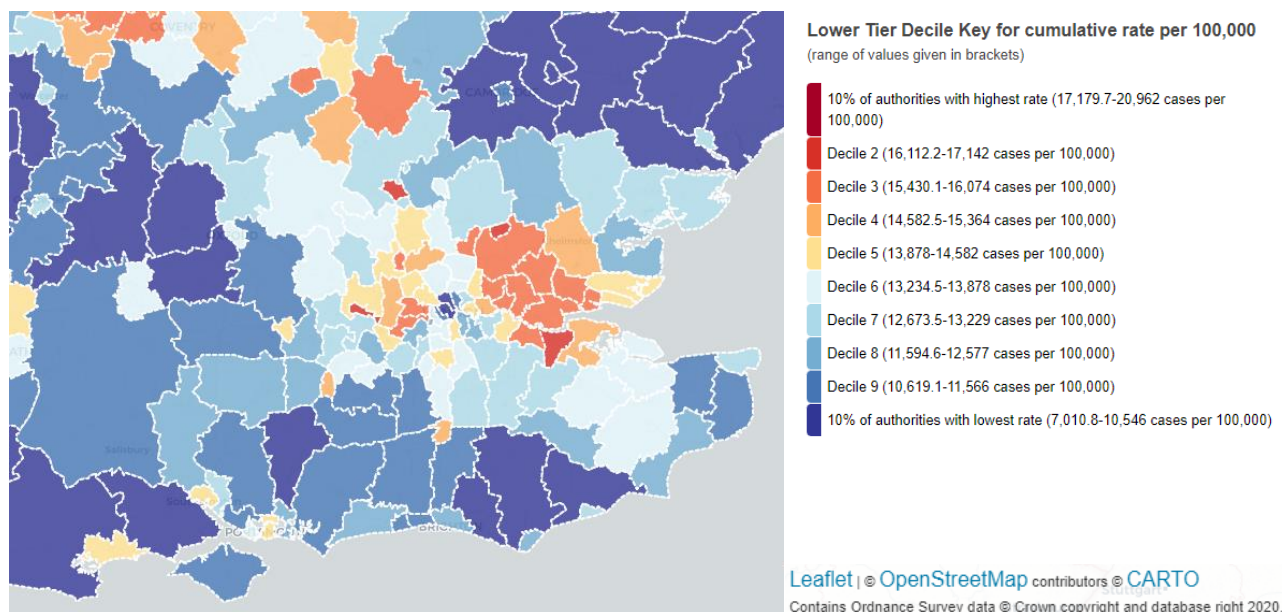 COVENTRY
CAMBRIDGE
OXFORD
Salisbury
BRIGHTON
Lower Tier Decile Key for cumulative rate per 100,000
(range of values given in brackets)
10% of authorities with highest rate (17,179.7-20,962 cases per
100,000)
Decile 2 (16,112.2-17,142 cases per 100,000)
Decile 3 (15,430.1-16,074 cases per 100,000)
Decile 4 (14,582.5-15,364 cases per 100,000)
Decile 5 (13,878-14,582 cases per 100,000)
Decile 6 (13,234.5-13,878 cases per 100,000)
Decile 7 (12,673.5-13,229 cases per 100,000)
Decile 8 (11,594.6-12,577 cases per 100,000)
Decile 9 (10,619.1-11,566 cases per 100,000)
10% of authorities with lowest rate (7,010.8-10,546 cases per 100,000)
Leaflet | © OpenStreetMap contributors © CARTO
Stuttgart
Contains Ordnance Survey data © Crown copyright and database right 2020.